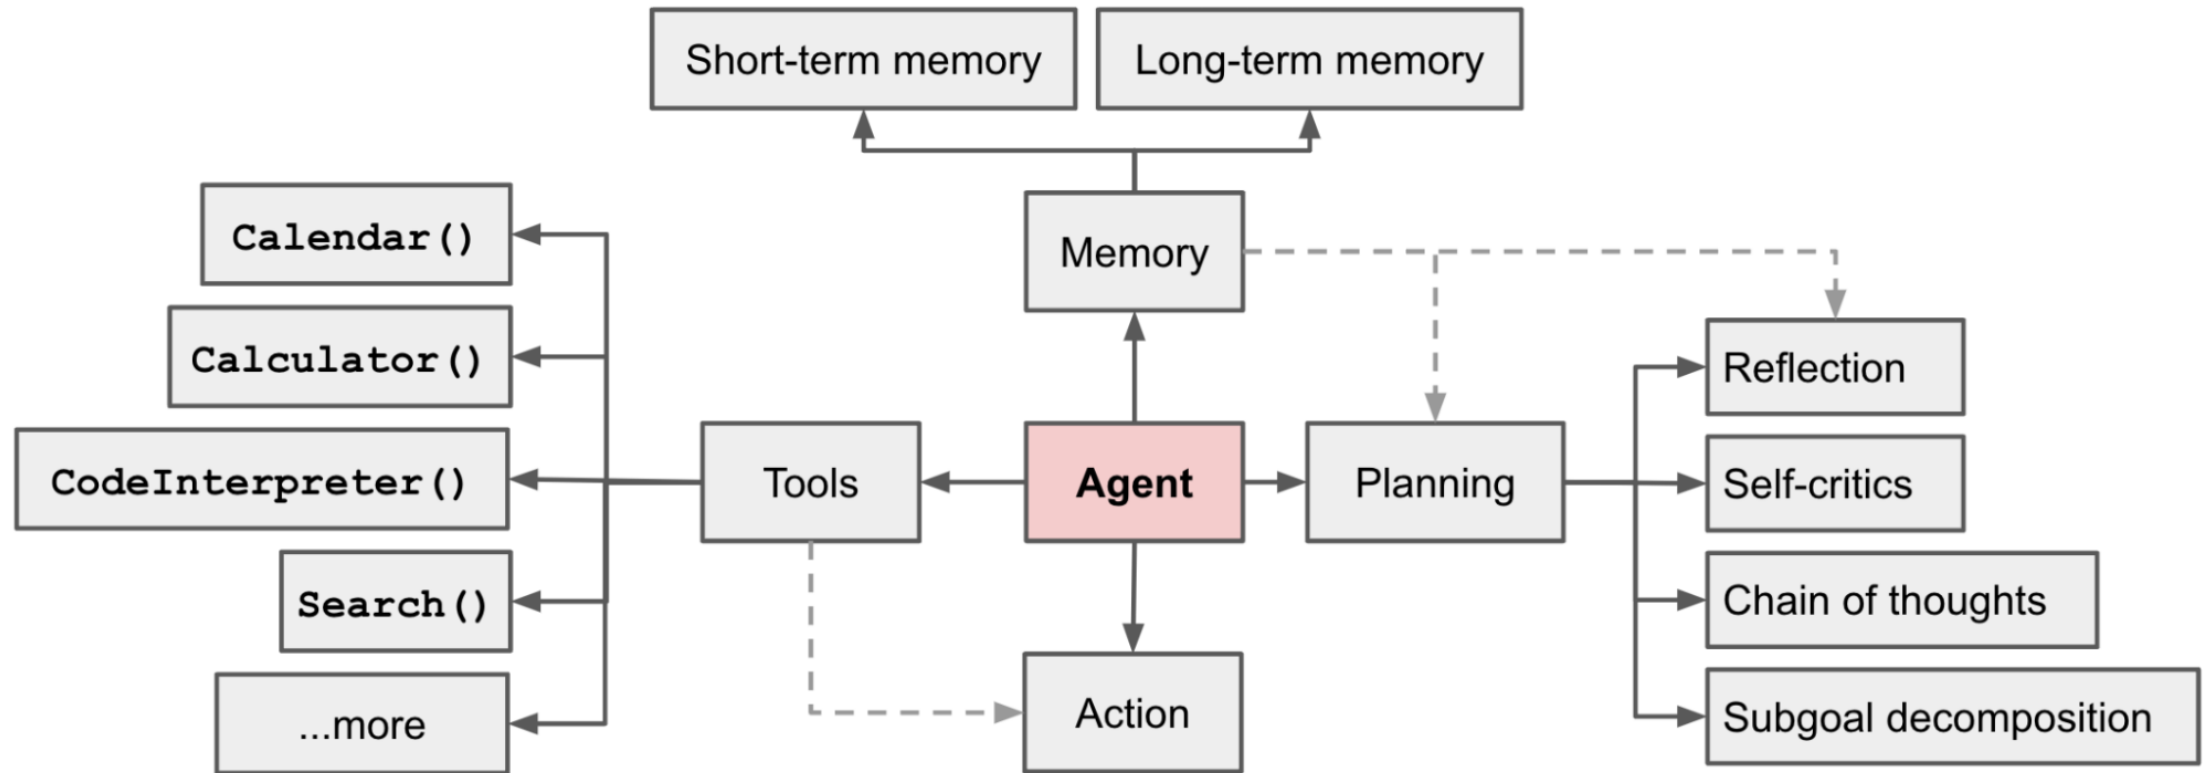 Short-term memory
Long-term memory
Calendar()
Memory
Calculator()
Reflection
CodeInterpreter()
Tools
Agent
Planning
Self-critics
Search()
Chain of thoughts
...more
Action
Subgoal decomposition